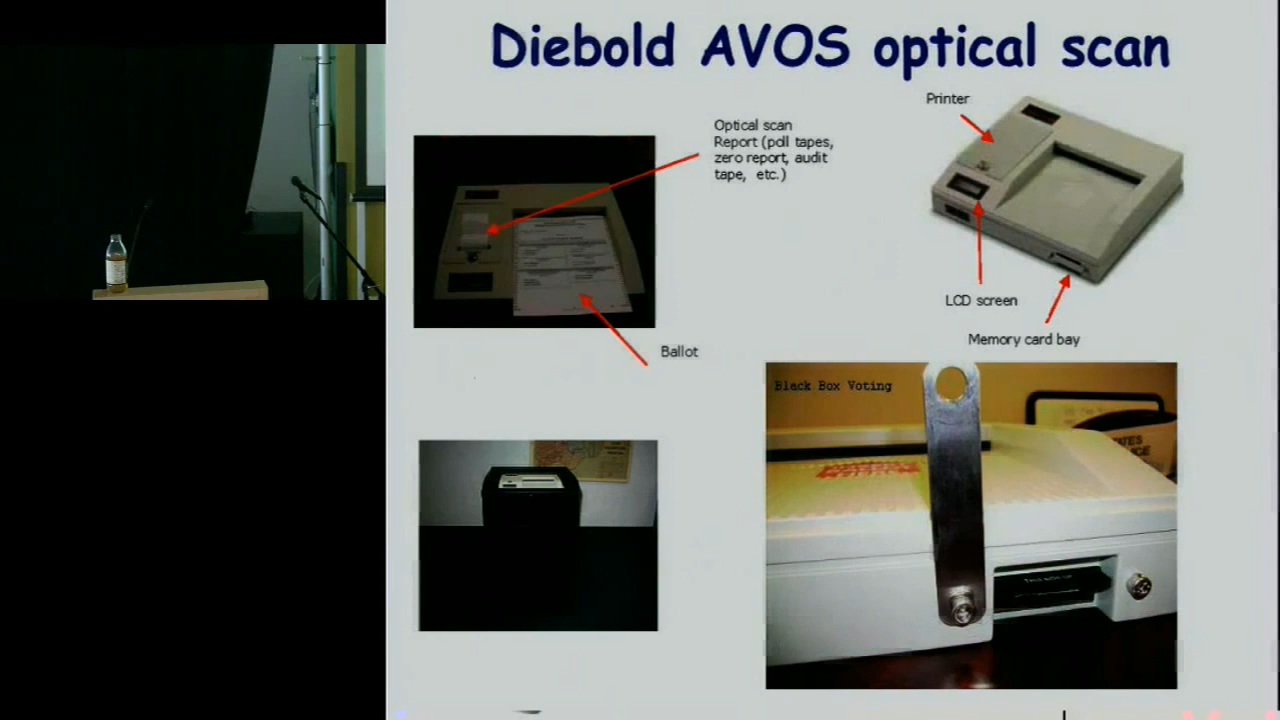 Diebold AVOS optical scan
Printer
Optical scan
Report (poll tapes,
zero report, audit
tape, etc.)
LCD screen
Memory card bay
Ballot
Black Box Voting